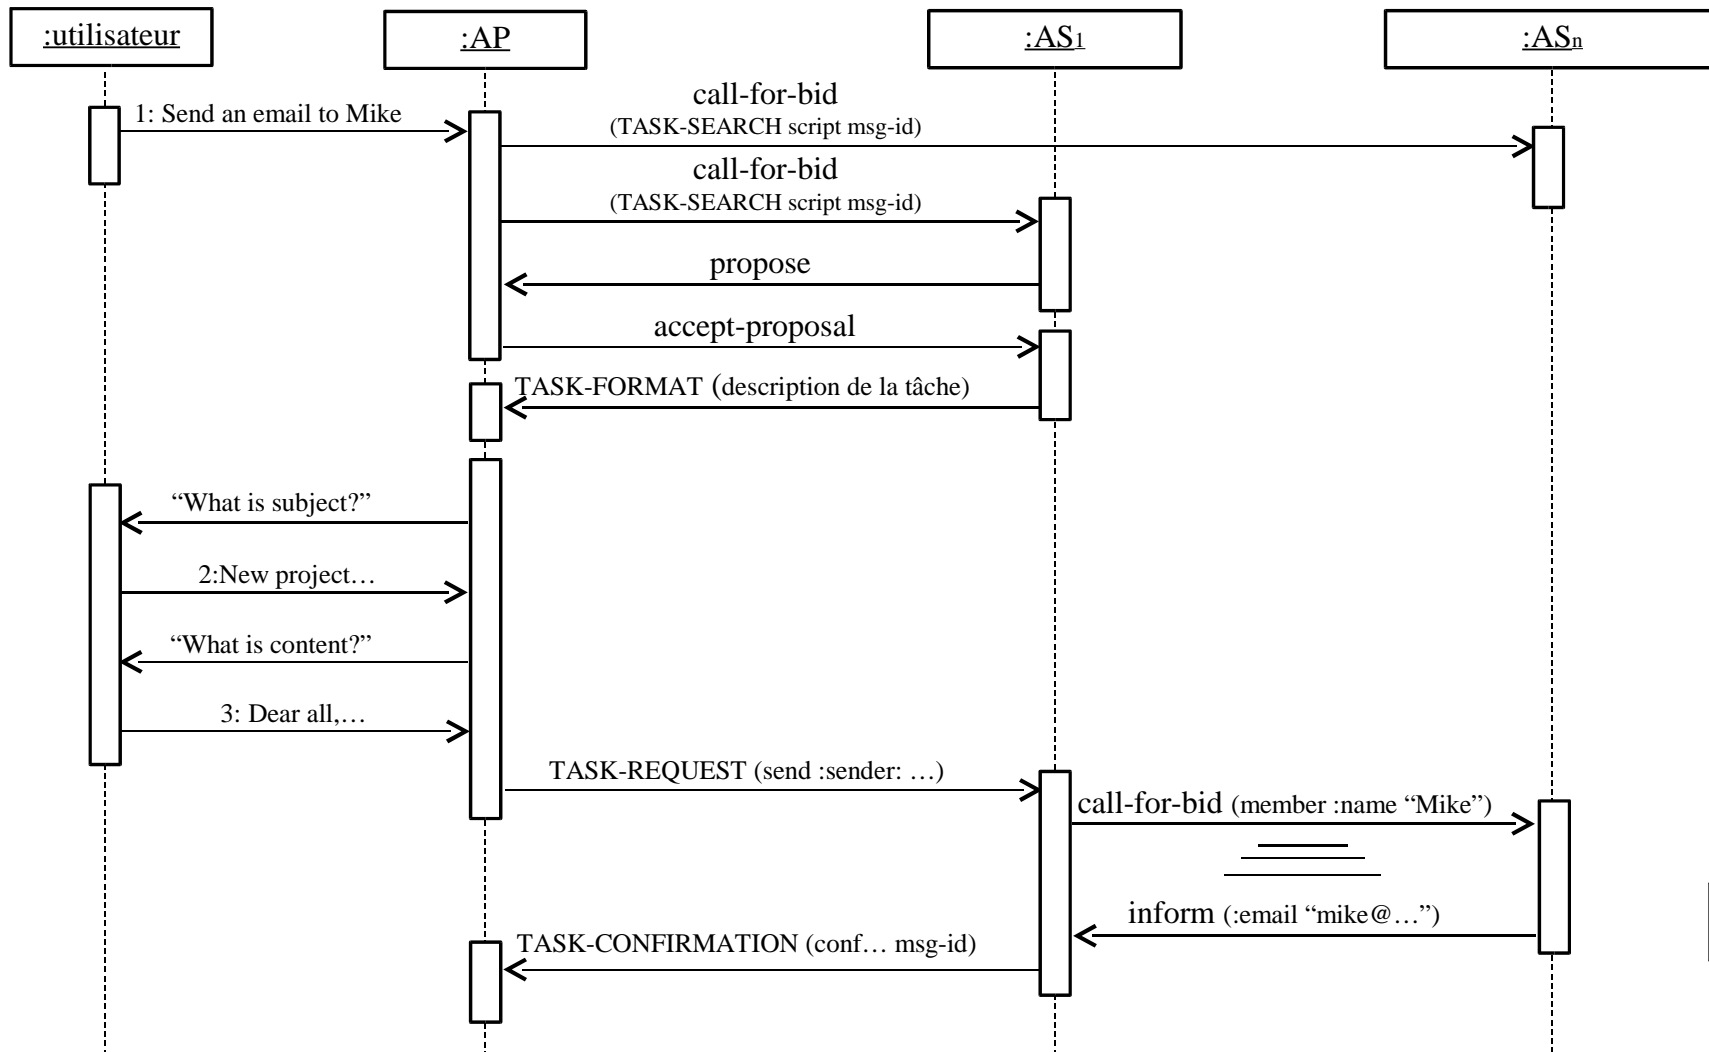 :utilisateur
:AP
:AS1
:ASn
1: Send an email to Mike
call-for-bid
(TASK-SEARCH script msg-id)
call-for-bid
(TASK-SEARCH script msg-id)
propose
accept-proposal
TASK-FORMAT (description de la tâche)
“What is subject?”
2:New project…
“What is content?”
3: Dear all,…
TASK-REQUEST (send :sender: …)
call-for-bid (member :name “Mike”)
inform (:email “mike@…”)
TASK-CONFIRMATION (conf… msg-id)